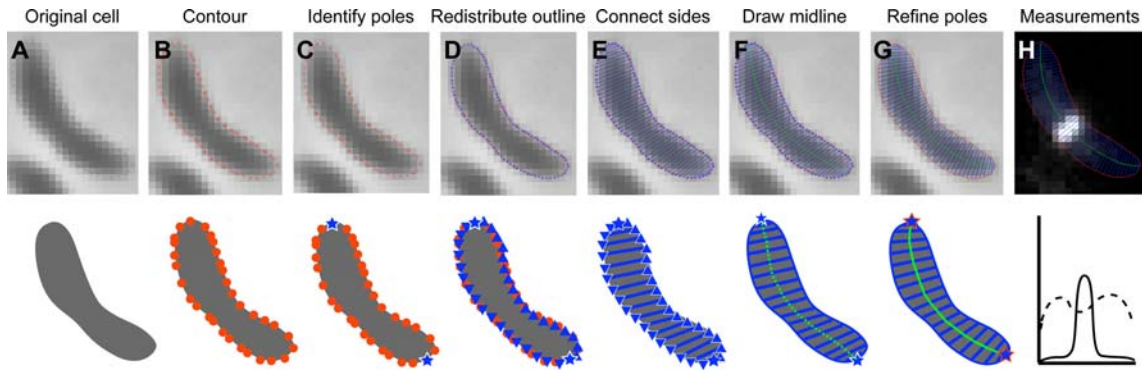 Original cell Contour Identify poles Redistribute outline Connect sides Draw midline Refine poles Measurements
A B C D E F G H